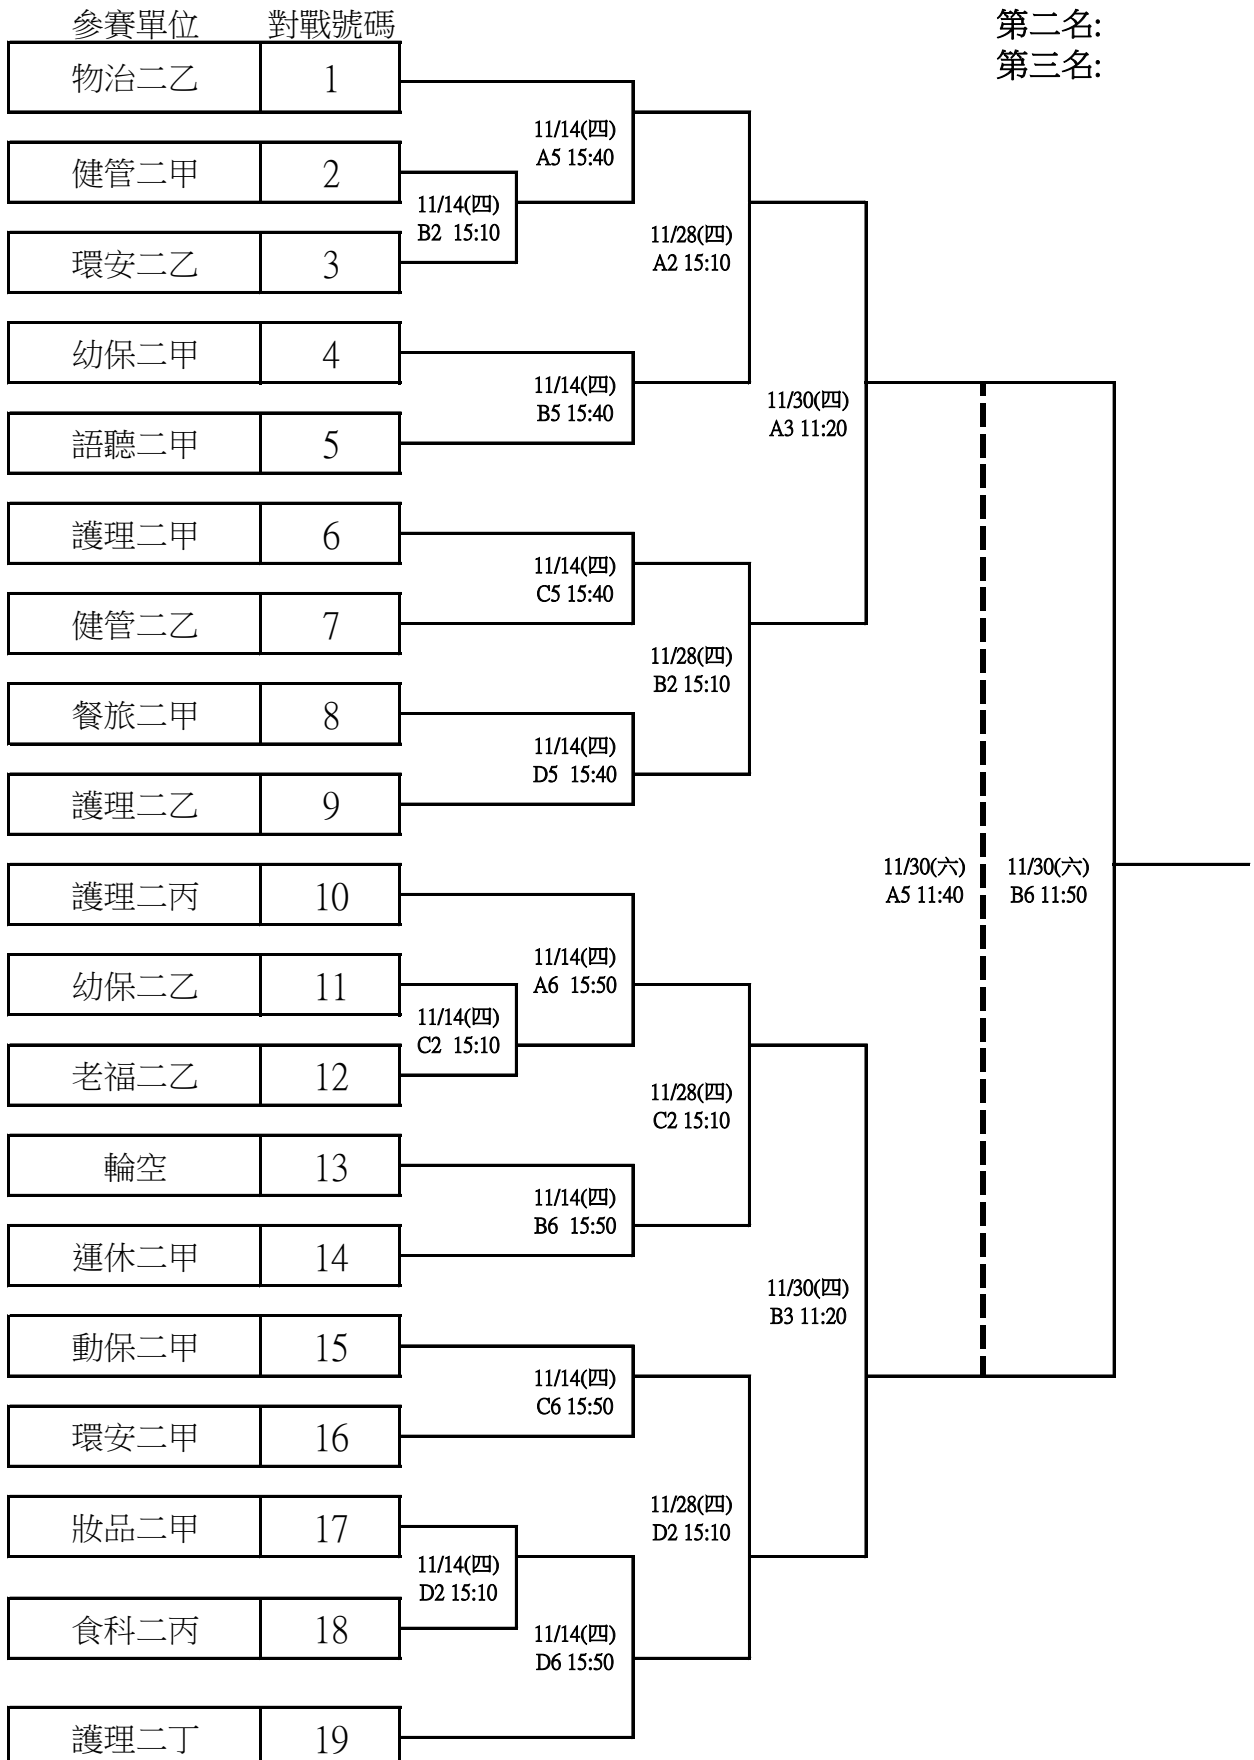 參賽單位 對戰號碼
第二名:
第三名:
物治二乙 1
11/14(四)
A5 15:40
健管二甲 2
11/14(四)
B2 15:10
11/28(四)
A2 15:10
環安二乙 3
幼保二甲 4
11/14(四)
B5 15:40
11/30(四)
A3 11:20
語聽二甲 5
護理二甲 6
11/14(四)
C5 15:40
健管二乙 7
11/28(四)
B2 15:10
餐旅二甲 8
11/14(四)
D5 15:40
護理二乙 9
11/30(六)
A5 11:40
11/30(六)
B6 11:50
護理二丙 10
11/14(四)
A6 15:50
幼保二乙 11
11/14(四)
C2 15:10
老福二乙 12
11/28(四)
C2 15:10
輪空 13
11/14(四)
B6 15:50
運休二甲 14
11/30(四)
B3 11:20
動保二甲 15
11/14(四)
C6 15:50
環安二甲 16
11/28(四)
D2 15:10
妝品二甲 17
11/14(四)
D2 15:10
食科二丙 18
11/14(四)
D6 15:50
護理二丁 19